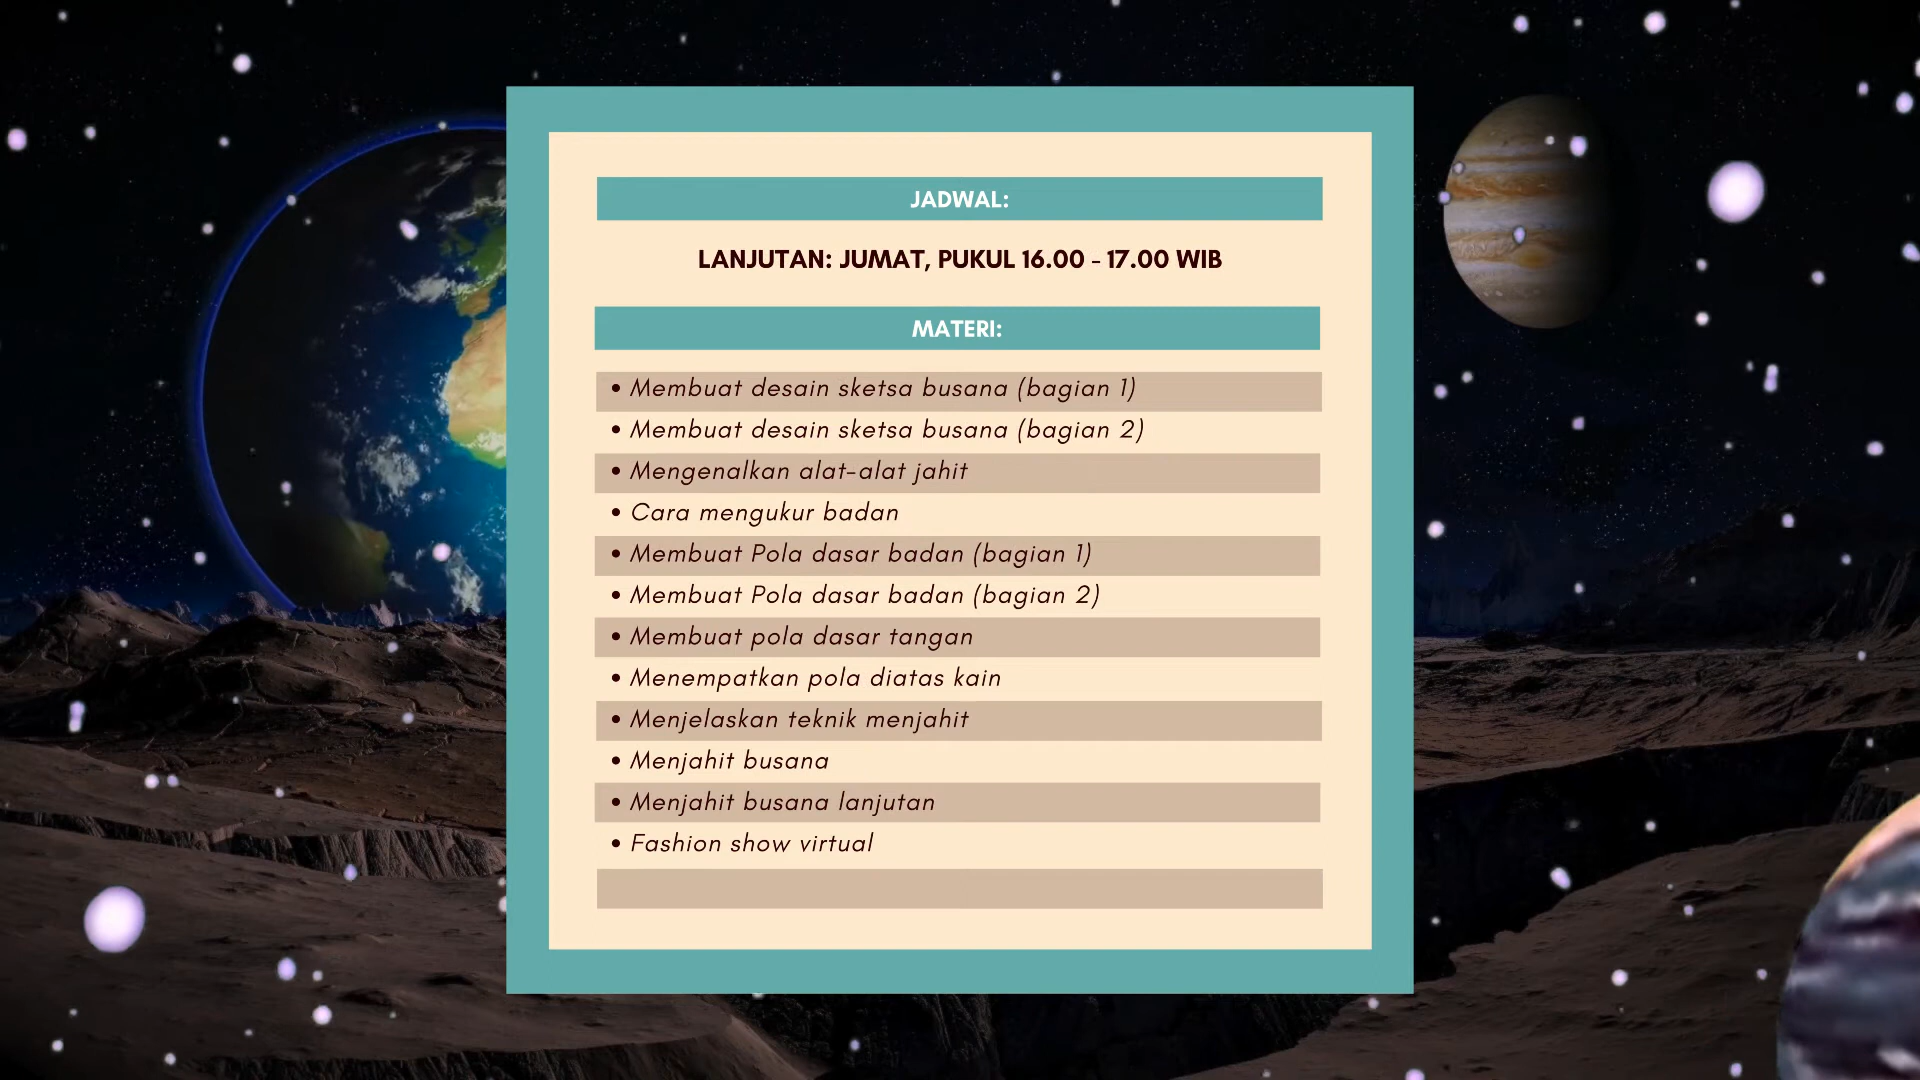 JADWAL:
LANJUTAN: JUMAT, PUKUL 16.00 - 17.00 WIB
MATERI:
• Membuat desain sketsa busana (bagian 1)
• Membuat desain sketsa busana (bagian 2)
• Mengenalkan alat-alat jahit
• Cara mengukur badan
• Membuat Pola dasar badan (bagian 1)
• Membuat Pola dasar badan (bagian 2)
• Membuat pola dasar tangan
• Menempatkan pola diatas kain
• Menjelaskan teknik menjahit
• Menjahit busana
• Menjahit busana lanjutan
• Fashion show virtual